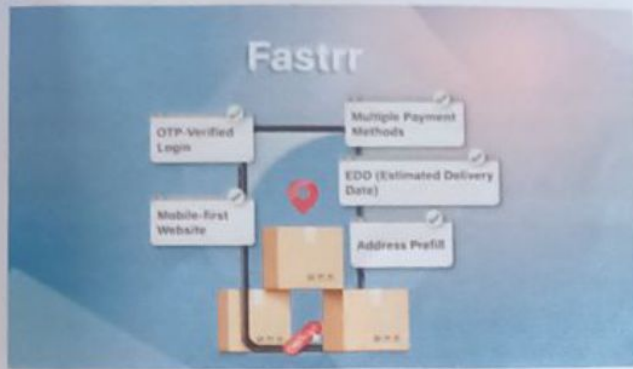 Fastrr
OTP-Verified
Login
Multiple Payment
Methods
EDD (Estimated Delivery
Date)
Mobile-first
Website
Address Prefill